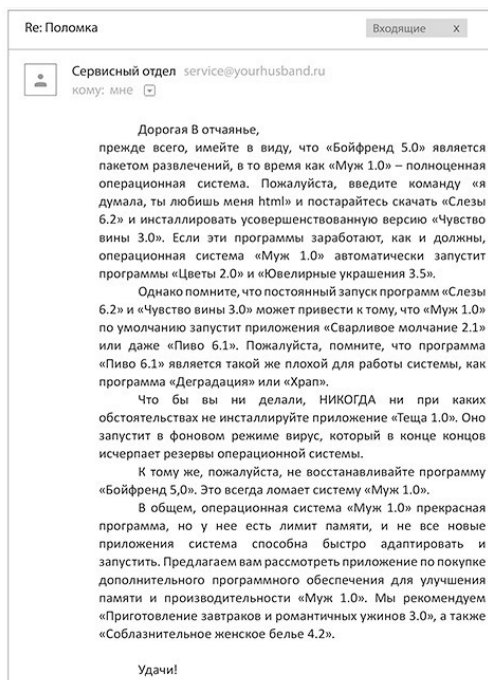 Re: Поломка
Входящие x
Сервисный отдел service@yourhusband.ru
кому: мне
Дорогая В отчаянье,
прежде всего, имейте в виду, что «Бойфренд 5.0» является
пакетом развлечений, в то время как «Муж 1.0» – полноценная
операционная система. Пожалуйста, введите команду «я
думала, ты любишь меня html» и постарайтесь скачать «Слезы
6.2» и инсталлировать усовершенствованную версию «Чувство
вины 3.0». Если эти программы заработают, как и должны,
операционная система «Муж 1.0» автоматически запустит
программы «Цветы 2.0» и «Ювелирные украшения 3.5».
Однако помните, что постоянный запуск программ «Слезы
6.2» и «Чувство вины 3.0» может привести к тому, что «Муж 1.0»
по умолчанию запустит приложения «Сварливое молчание 2.1»
или даже «Пиво 6.1». Пожалуйста, помните, что программа
«Пиво 6.1» является такой же плохой для работы системы, как
программа «Деградация» или «Храп».
Что бы вы ни делали, НИКОГДА ни при каких
обстоятельствах не инсталлируйте приложение «Теща 1.0». Оно
запустит в фоновом режиме вирус, который в конце концов
исчерпает резервы операционной системы.
К тому же, пожалуйста, не восстанавливайте программу
«Бойфренд 5,0». Это всегда ломает систему «Муж 1.0».
В общем, операционная система «Муж 1.0» прекрасная
программа, но у нее есть лимит памяти, и не все новые
приложения система способна быстро адаптировать и
запустить. Предлагаем вам рассмотреть приложение по покупке
дополнительного программного обеспечения для улучшения
памяти и производительности «Муж 1.0». Мы рекомендуем
«Приготовление завтраков и романтичных ужинов 3.0», а также
«Соблазнительное женское белье 4.2».
Удачи!